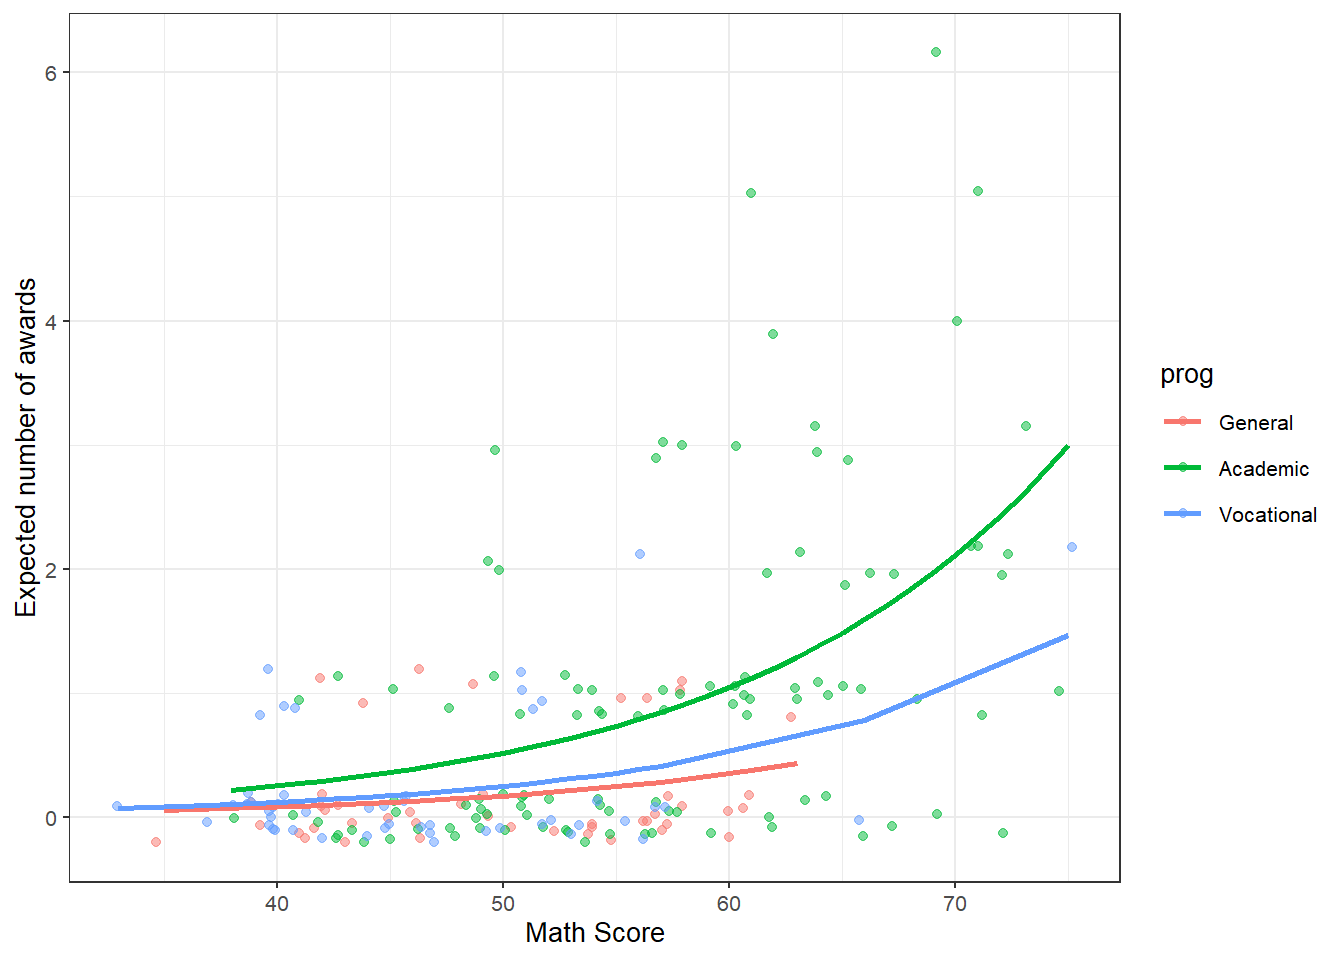 Expected number of awards
6
4
2
0
40 50 60 70
Math Score
prog
General
Academic
Vocational